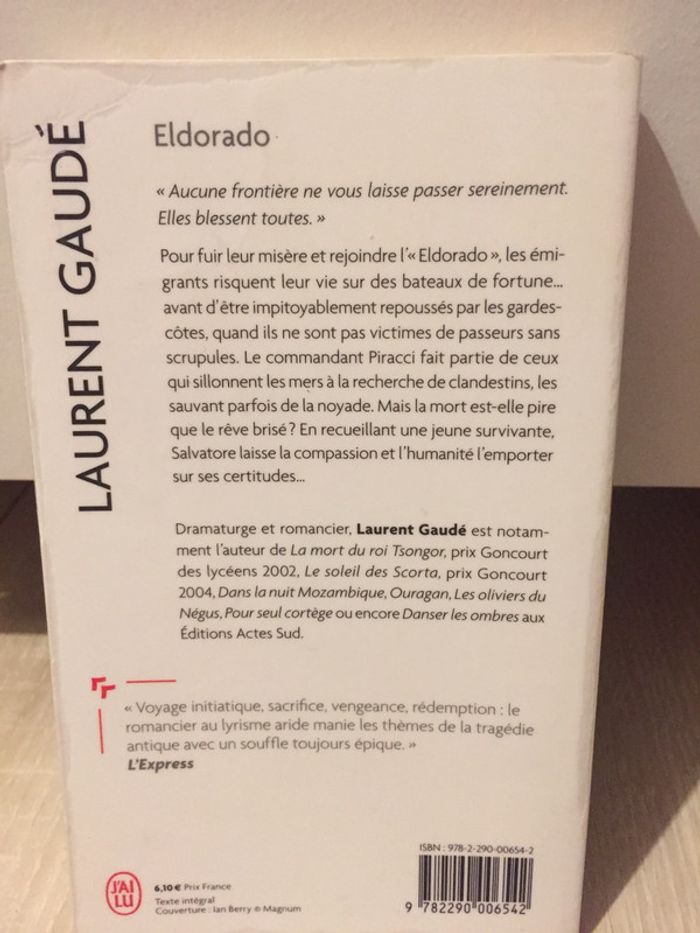 LAURENT GAUDÉ
Eldorado
« Aucune frontière ne vous laisse passer sereinement.
Elles blessent toutes. »
Pour fuir leur misère et rejoindre l'« Eldorado », les émi-
grants risquent leur vie sur des bateaux de fortune...
avant d'être impitoyablement repoussés par les gardes-
côtes, quand ils ne sont pas victimes de passeurs sans
scrupules. Le commandant Piracci fait partie de ceux
qui sillonnent les mers à la recherche de clandestins, les
sauvant parfois de la noyade. Mais la mort est-elle pire
que le rêve brisé ? En recueillant une jeune survivante,
Salvatore laisse la compassion et l'humanité l'emporter
sur ses certitudes...
Dramaturge et romancier, Laurent Gaudé est notam-
ment l'auteur de La mort du roi Tsongor, prix Goncourt
des lycéens 2002, Le soleil des Scorta, prix Goncourt
2004, Dans la nuit Mozambique, Ouragan, Les oliviers du
Négus, Pour seul cortège ou encore Danser les ombres aux
Éditions Actes Sud.
« Voyage initiatique, sacrifice, vengeance, rédemption : le
romancier au lyrisme aride manie les thèmes de la tragédie
antique avec un souffle toujours épique. »
L'Express
ISBN : 978-2-290-00654-2
J'AI
LU
6,10 € Prix France
Texte intégral
Couverture : Ian Berry © Magnum
9 782290 006542